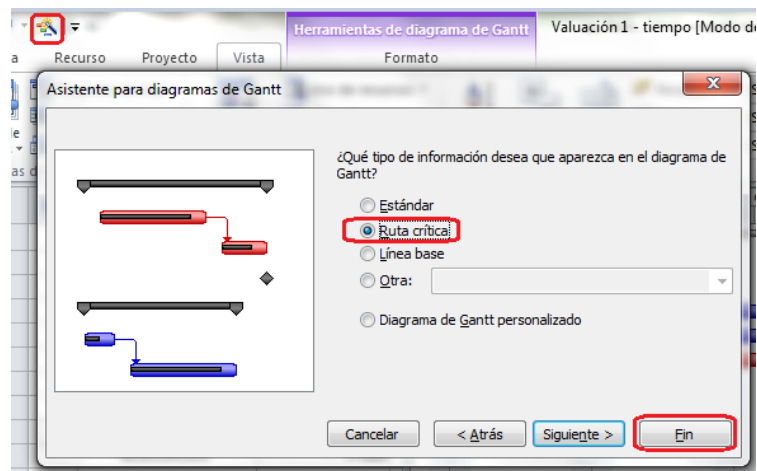 Herramientas de diagrama de Gantt
Valuación 1 - tiempo [Modo de
a Recurso Proyecto Vista Formato
Asistente para diagramas de Gantt
¿Qué tipo de información desea que aparezca en el diagrama de
Gantt?
Estándar
Ruta crítica
Línea base
Otra:
Diagrama de Gantt personalizado
Cancelar
< Atrás
Siguiente >
Fin